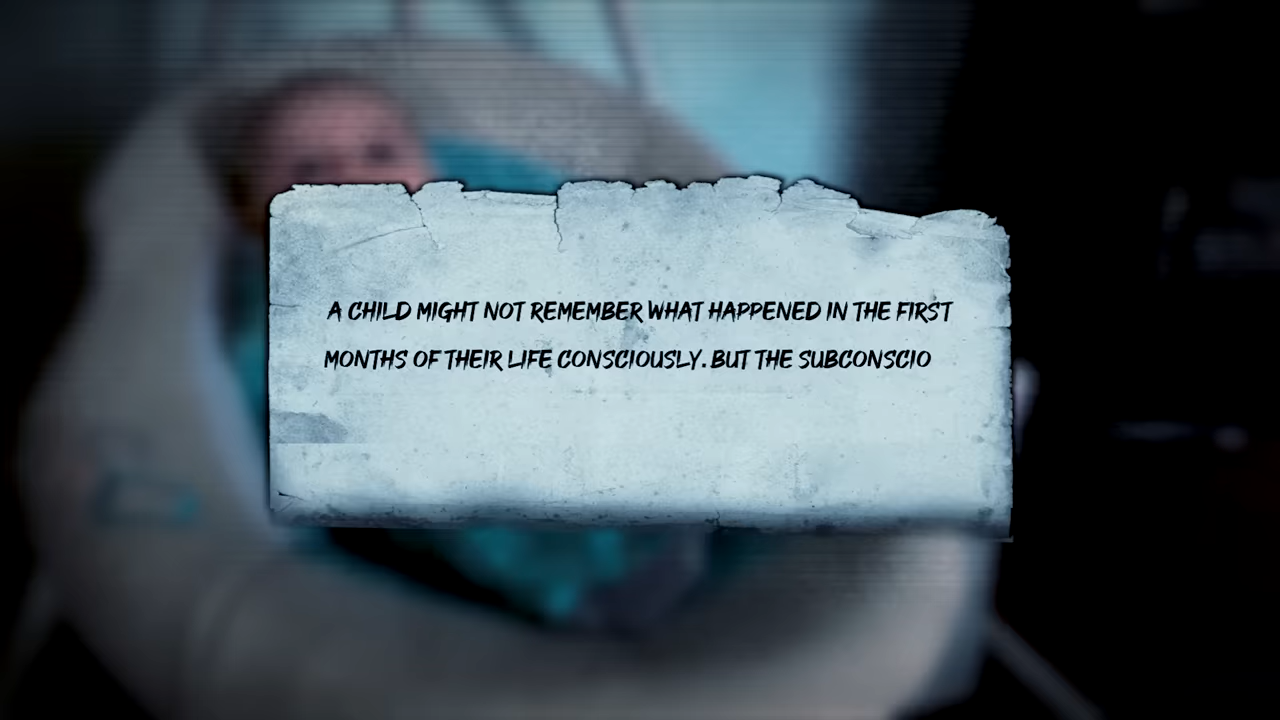 A CHILD MIGHT NOT REMEMBER WHAT HAPPENED IN THE FIRST
MONTHS OF THEIR LIFE CONSCIOUSLY. BUT THE SUBCONSCIO